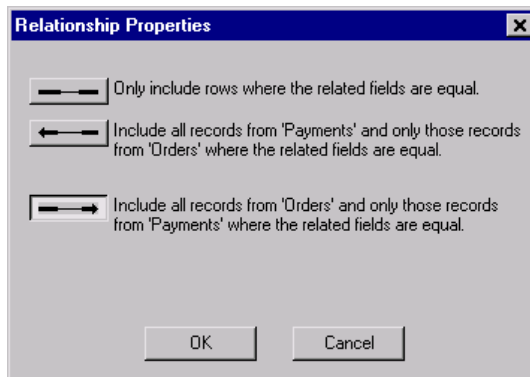 Relationship Properties
Only include rows where the related fields are equal.
Include all records from 'Payments' and only those records
from 'Orders' where the related fields are equal.
Include all records from 'Orders' and only those records
from 'Payments' where the related fields are equal.
OK
Cancel